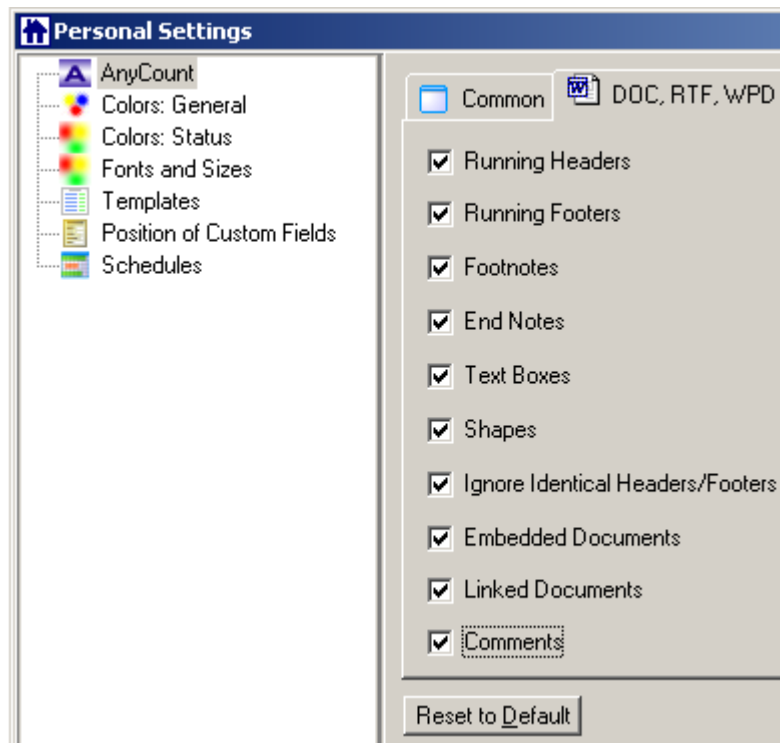 Personal Settings
AnyCount
Colors: General
Colors: Status
Fonts and Sizes
Templates
Position of Custom Fields
Schedules
Common
DOC, RTF, WPD
Running Headers
Running Footers
Footnotes
End Notes
Text Boxes
Shapes
Ignore Identical Headers/Footers
Embedded Documents
Linked Documents
Comments
Reset to Default